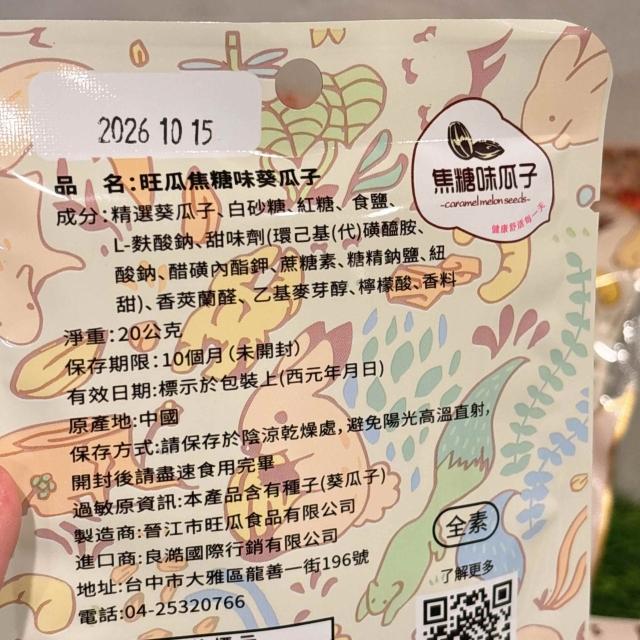 2026 10 15
焦糖味瓜子
-caramel melon seeds-
健康舒活每一天
品 名:旺瓜焦糖味葵瓜子
成分:精選葵瓜子、白砂糖、紅糖、食鹽、
L-麩酸鈉、甜味劑(環己基(代)磺醯胺、
酸鈉、醋磺內酯鉀、蔗糖素、糖精鈉鹽、紐
甜)、香莢蘭醛、乙基麥芽醇、檸檬酸、香料
淨重:20公克
保存期限:10個月(未開封)
有效日期:標示於包裝上(西元年月日)
原產地:中國
保存方式:請保存於陰涼乾燥處,避免陽光高溫直射,
開封後請盡速食用完畢
過敏原資訊:本產品含有種子(葵瓜子)
製造商:晉江市旺瓜食品有限公司
進口商:良澔國際行銷有限公司
地址:台中市大雅區龍善一街196號
電話:04-25320766
全素
了解更多